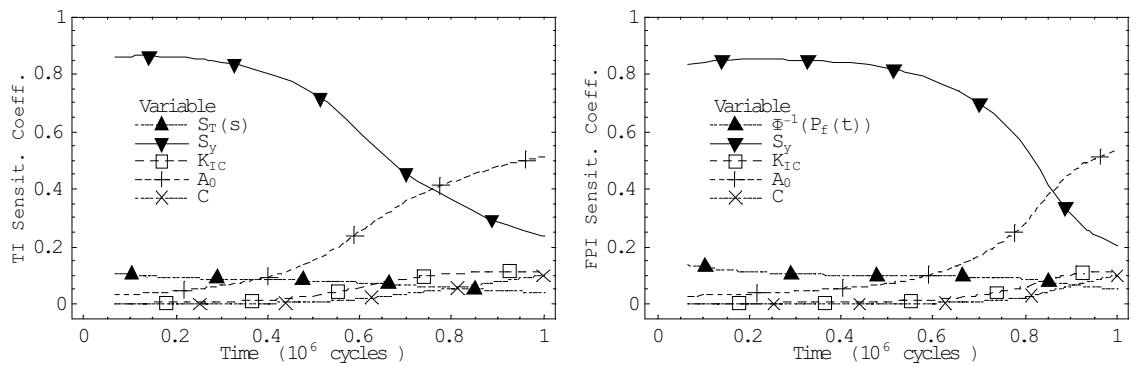 TI Sensit. Coeff.
1
0.8
0.6
0.4
0.2
0
Variable
S_T(s)
S_y
K_IC
A_0
C
0 0.2 0.4 0.6 0.8 1
Time (10^6 cycles)
FPI Sensit. Coeff.
1
0.8
0.6
0.4
0.2
0
Variable
Φ^-1(P_f(t))
S_y
K_IC
A_0
C
0 0.2 0.4 0.6 0.8 1
Time (10^6 cycles)